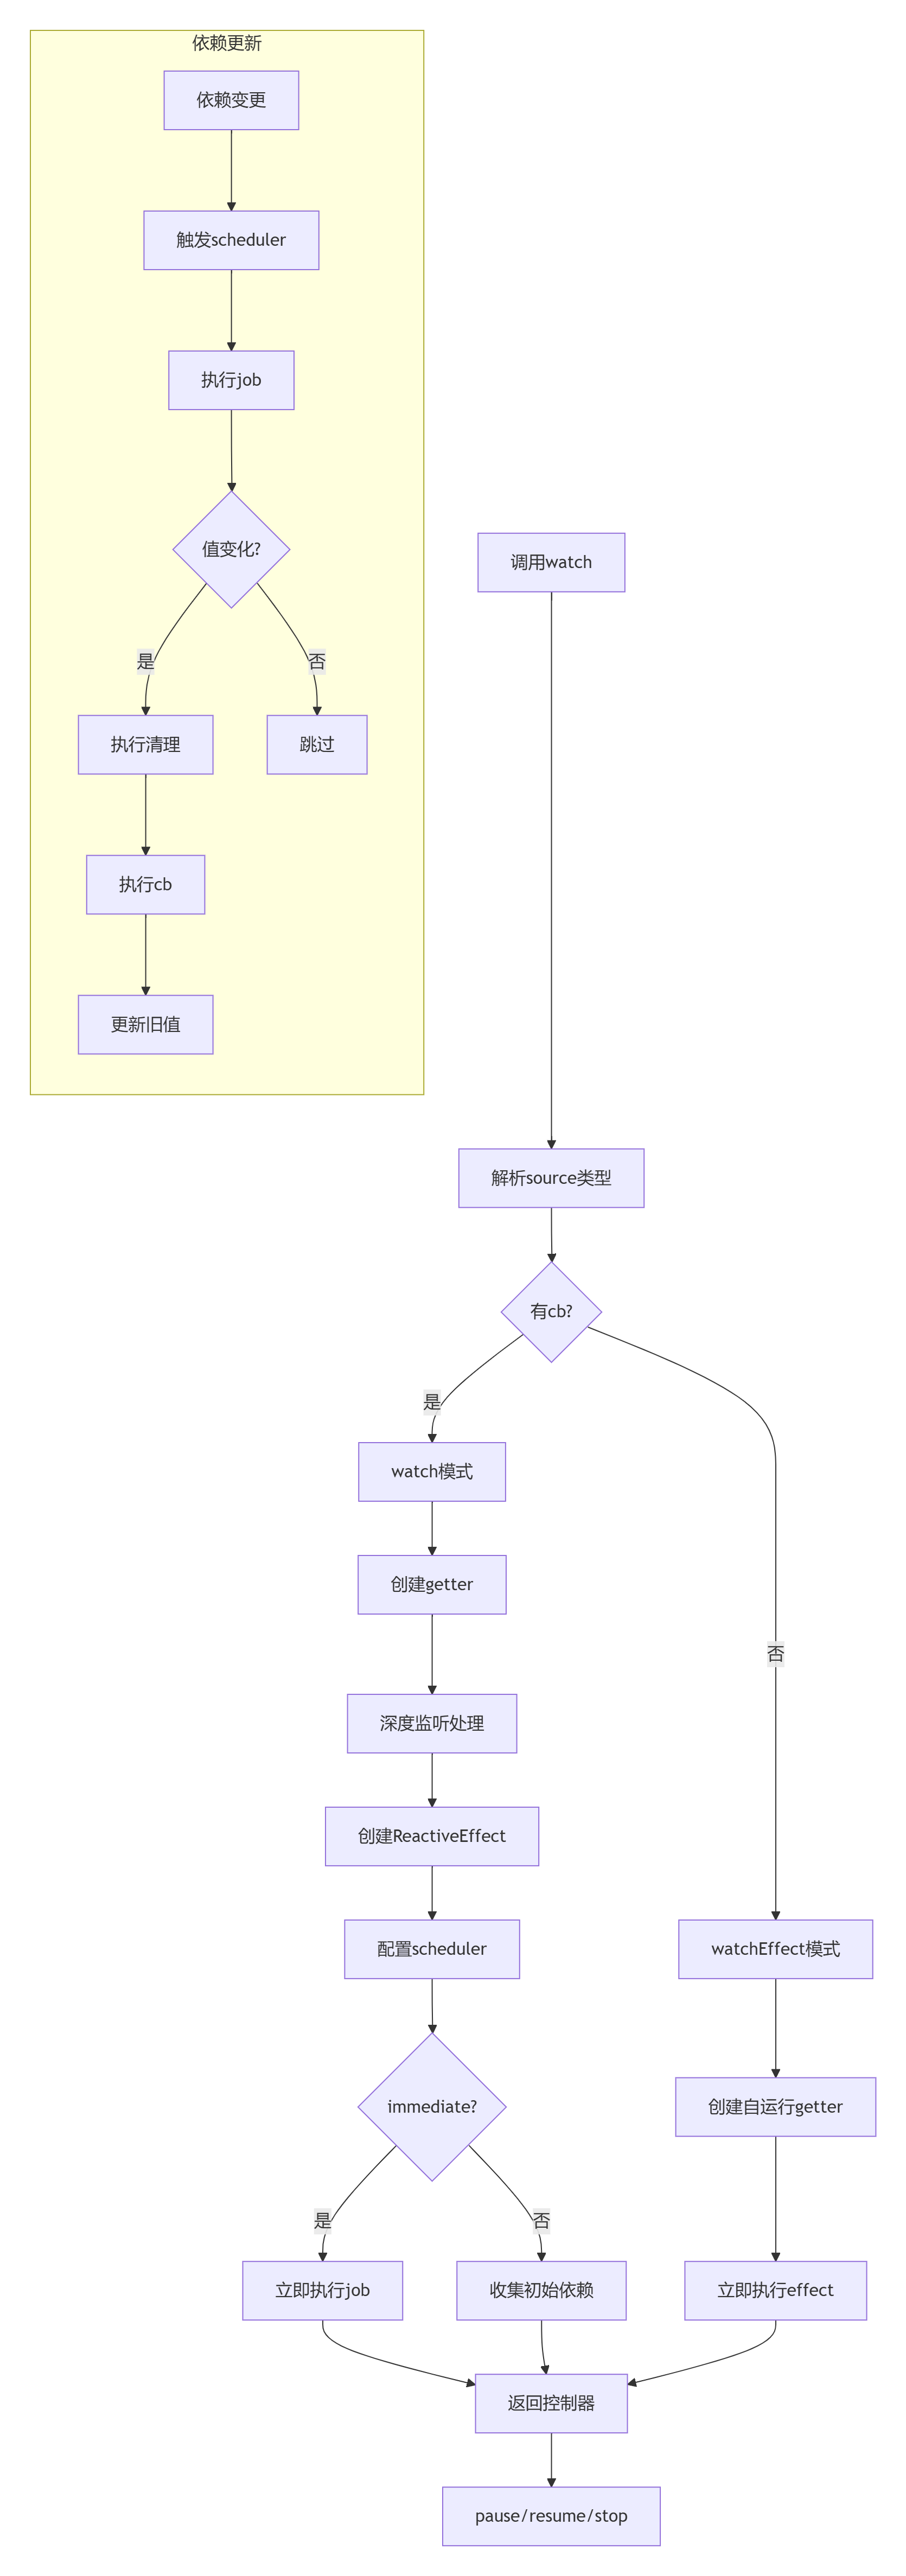 依赖更新
依赖变更
触发scheduler
执行job
值变化?
是
否
执行清理
跳过
执行cb
更新旧值
调用watch
解析source类型
有cb?
是
watch模式
创建getter
否
深度监听处理
创建ReactiveEffect
配置scheduler
watchEffect模式
immediate?
创建自运行getter
是
否
立即执行job
收集初始依赖
立即执行effect
返回控制器
pause/resume/stop